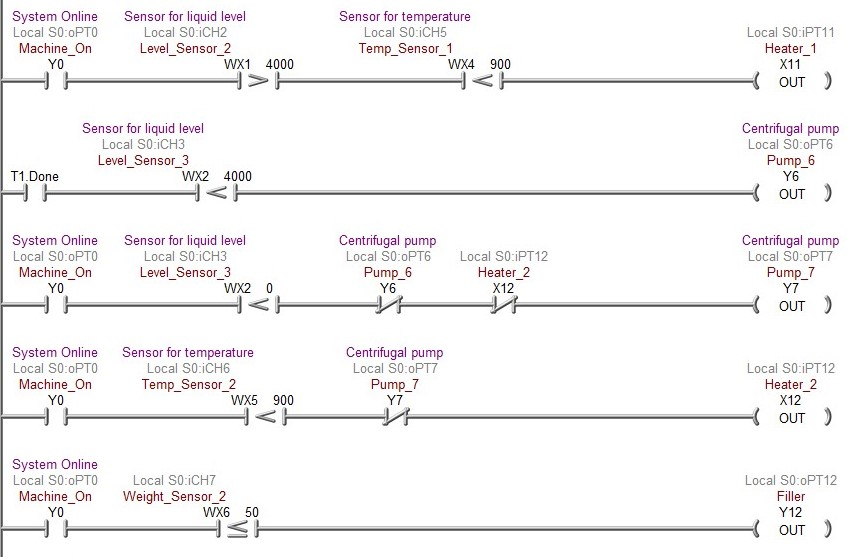 System Online Sensor for liquid level Sensor for temperature
Local S0:oPT0 Local S0:iCH2 Local S0:iCH5 Local S0:iPT11
Machine_On Level_Sensor_2 Temp_Sensor_1 Heater_1
Y0 WX1 > 4000 WX4 < 900 X11
OUT
Sensor for liquid level Centrifugal pump
Local S0:iCH3 Local S0:oPT6
Level_Sensor_3 Pump_6
T1.Done WX2 < 4000 Y6
OUT
System Online Sensor for liquid level Centrifugal pump Centrifugal pump
Local S0:oPT0 Local S0:iCH3 Local S0:oPT6 Local S0:iPT12 Local S0:oPT7
Machine_On Level_Sensor_3 Pump_6 Heater_2 Pump_7
Y0 WX2 < 0 Y6 X12 Y7
OUT
System Online Sensor for temperature Centrifugal pump
Local S0:oPT0 Local S0:iCH6 Local S0:oPT7 Local S0:iPT12
Machine_On Temp_Sensor_2 Pump_7 Heater_2
Y0 WX5 < 900 Y7 X12
OUT
System Online
Local S0:oPT0 Local S0:iCH7 Local S0:oPT12
Machine_On Weight_Sensor_2 Filler
Y0 WX6 ≤ 50 Y12
OUT